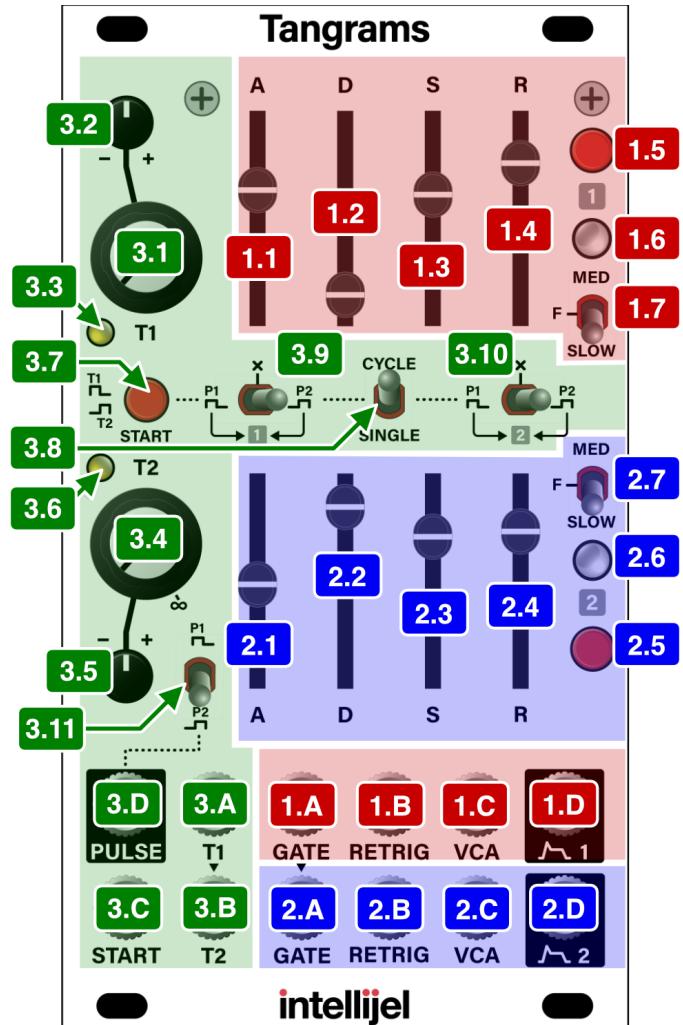 Tangrams
A D S R
3.2
- +
1.5
1.2
1
3.1
1.1
1.3
1.4
1.6
MED
3.3
T1
F
1.7
SLOW
3.9
CYCLE
3.10
3.7
T1
T2
X
X
P1
P2
P1
P2
START
1
SINGLE
2
3.8
T2
MED
3.6
F
2.7
SLOW
3.4
2.2
2.6
∞
2.3
2.4
2
- +
P1
2.1
2.5
3.5
P2
3.11
A D S R
3.D 3.A 1.A 1.B 1.C 1.D
PULSE T1 GATE RETRIG VCA 1
3.C 3.B 2.A 2.B 2.C 2.D
START T2 GATE RETRIG VCA 2
intellijel